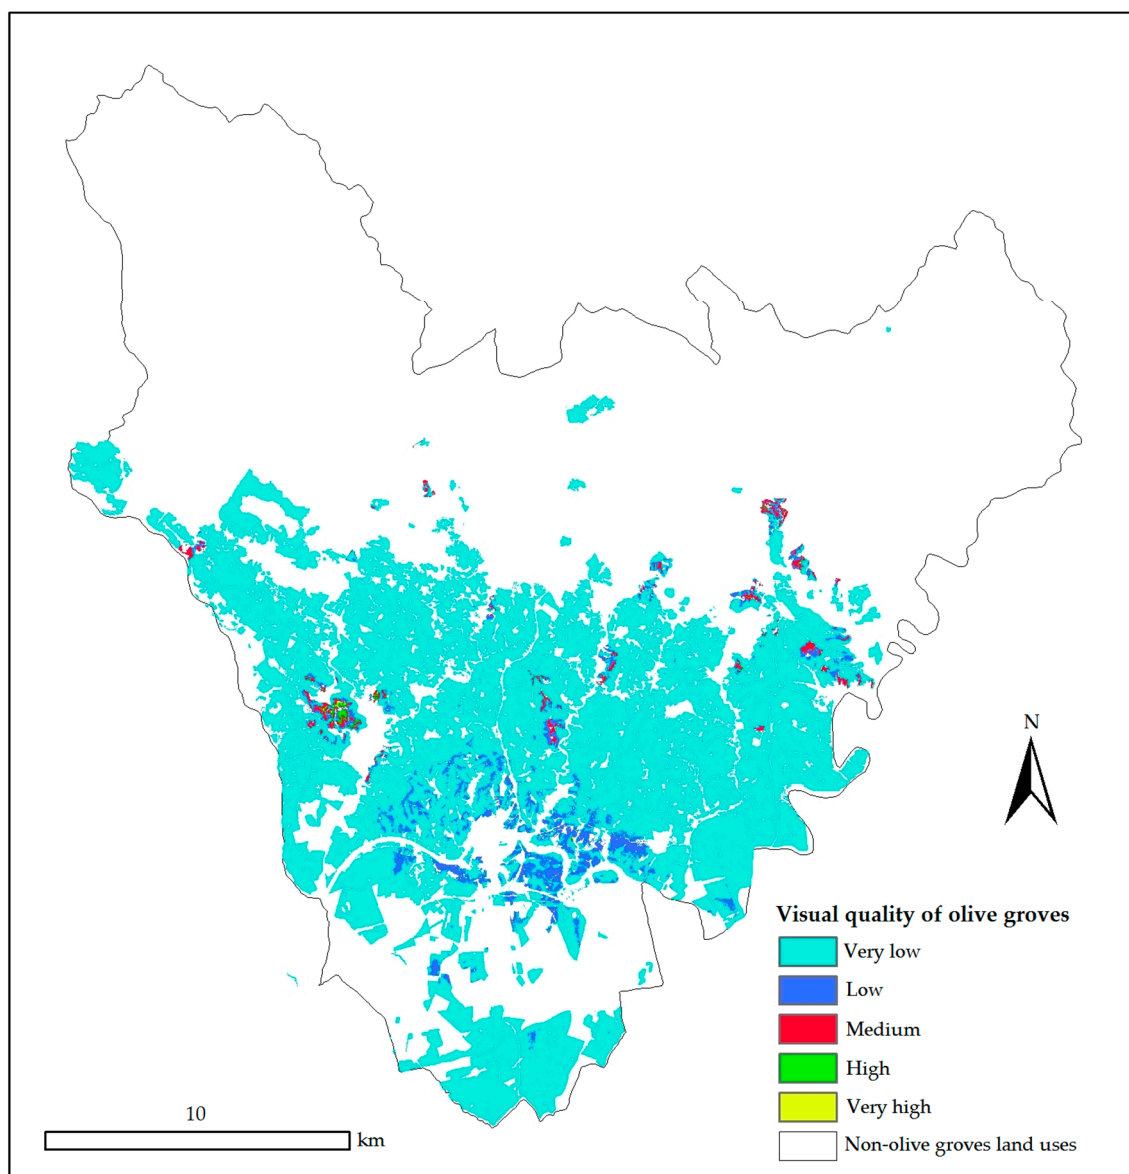 N
Visual quality of olive groves
Very low
Low
Medium
High
Very high
Non-olive groves land uses
10
km